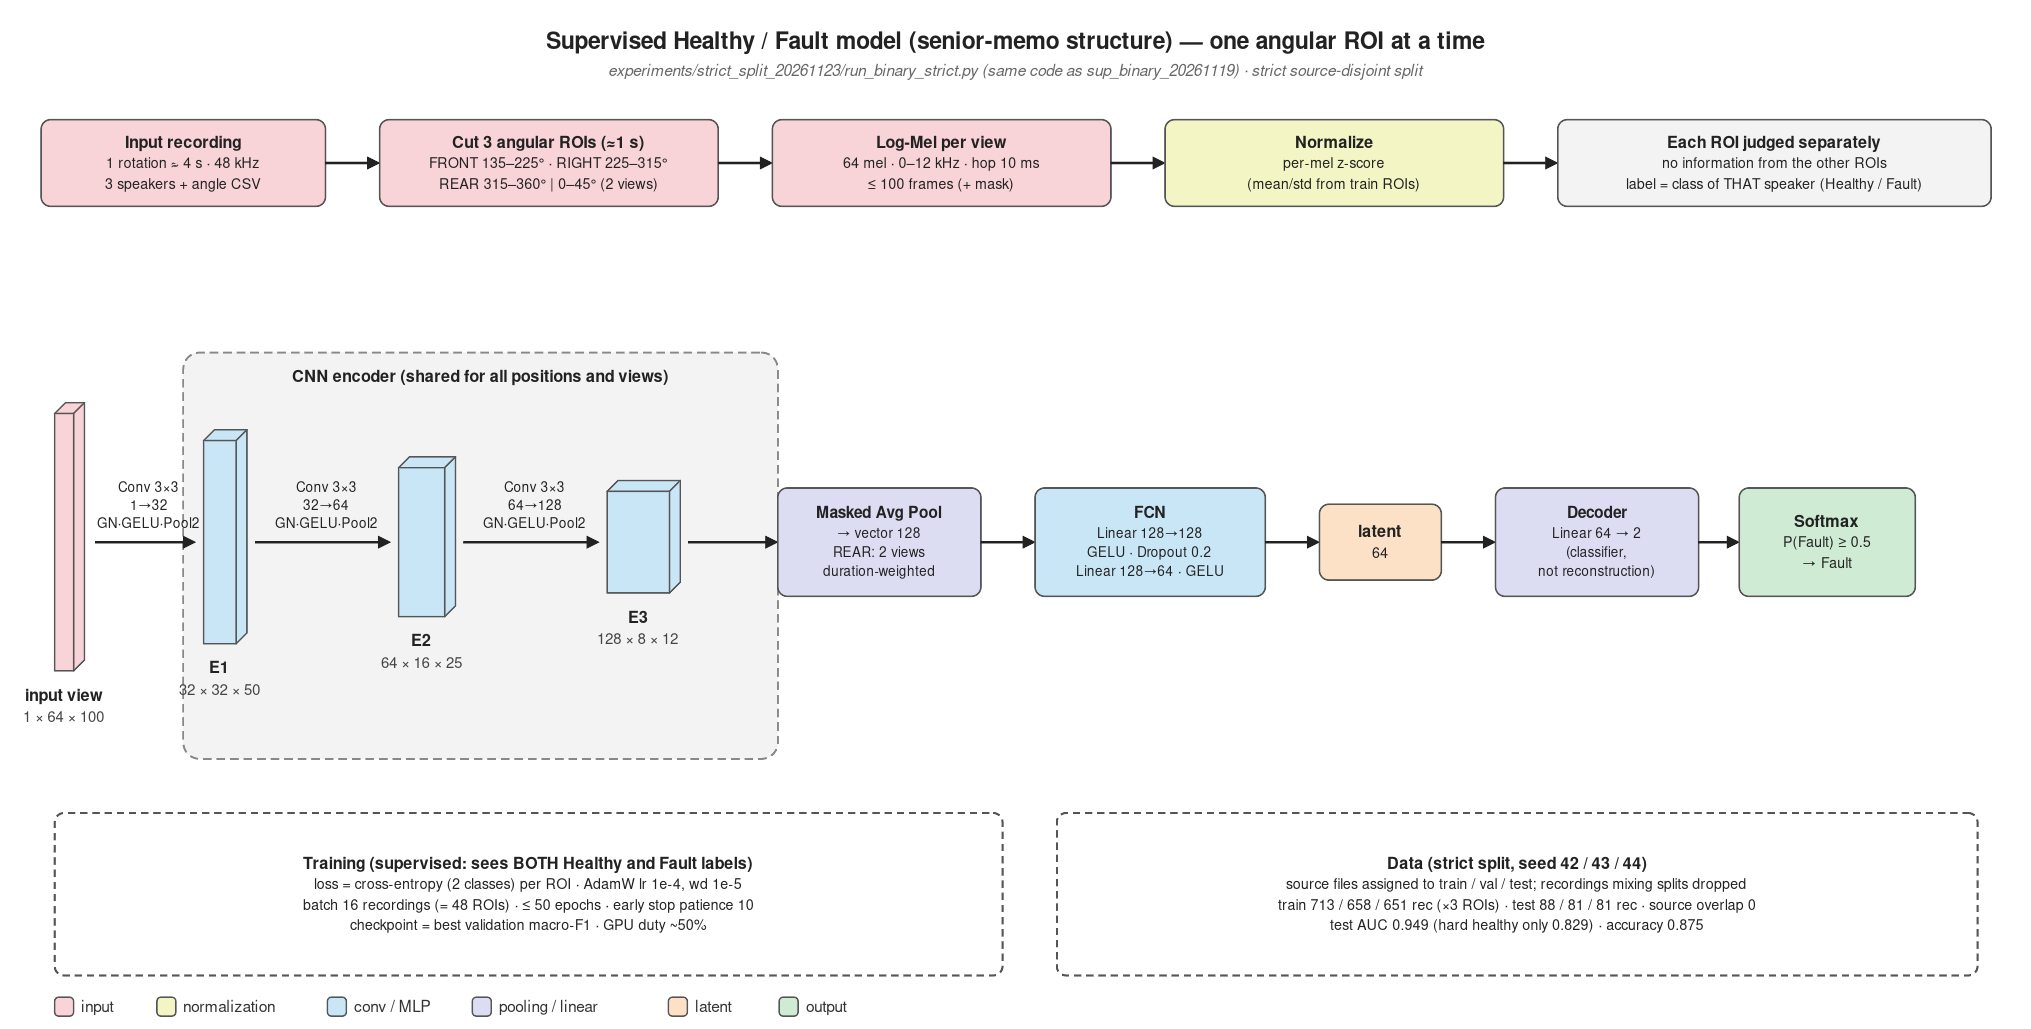 Supervised Healthy / Fault model (senior-memo structure) — one angular ROI at a time
experiments/strict_split_20261123/run_binary_strict.py (same code as sup_binary_20261119) · strict source-disjoint split
Input recording
1 rotation ≈ 4 s · 48 kHz
3 speakers + angle CSV
Cut 3 angular ROIs (≈1 s)
FRONT 135–225° · RIGHT 225–315°
REAR 315–360° | 0–45° (2 views)
Log-Mel per view
64 mel · 0–12 kHz · hop 10 ms
≤ 100 frames (+ mask)
Normalize
per-mel z-score
(mean/std from train ROIs)
Each ROI judged separately
no information from the other ROIs
label = class of THAT speaker (Healthy / Fault)
CNN encoder (shared for all positions and views)
Conv 3×3
1→32
GN·GELU·Pool2
Conv 3×3
32→64
GN·GELU·Pool2
Conv 3×3
64→128
GN·GELU·Pool2
input view
1 × 64 × 100
E1
32 × 32 × 50
E2
64 × 16 × 25
E3
128 × 8 × 12
Masked Avg Pool
→ vector 128
REAR: 2 views
duration-weighted
FCN
Linear 128→128
GELU · Dropout 0.2
Linear 128→64 · GELU
latent
64
Decoder
Linear 64 → 2
(classifier,
not reconstruction)
Softmax
P(Fault) ≥ 0.5
→ Fault
Training (supervised: sees BOTH Healthy and Fault labels)
loss = cross-entropy (2 classes) per ROI · AdamW lr 1e-4, wd 1e-5
batch 16 recordings (= 48 ROIs) · ≤ 50 epochs · early stop patience 10
checkpoint = best validation macro-F1 · GPU duty ~50%
Data (strict split, seed 42 / 43 / 44)
source files assigned to train / val / test; recordings mixing splits dropped
train 713 / 658 / 651 rec (×3 ROIs) · test 88 / 81 / 81 rec · source overlap 0
test AUC 0.949 (hard healthy only 0.829) · accuracy 0.875
input
normalization
conv / MLP
pooling / linear
latent
output